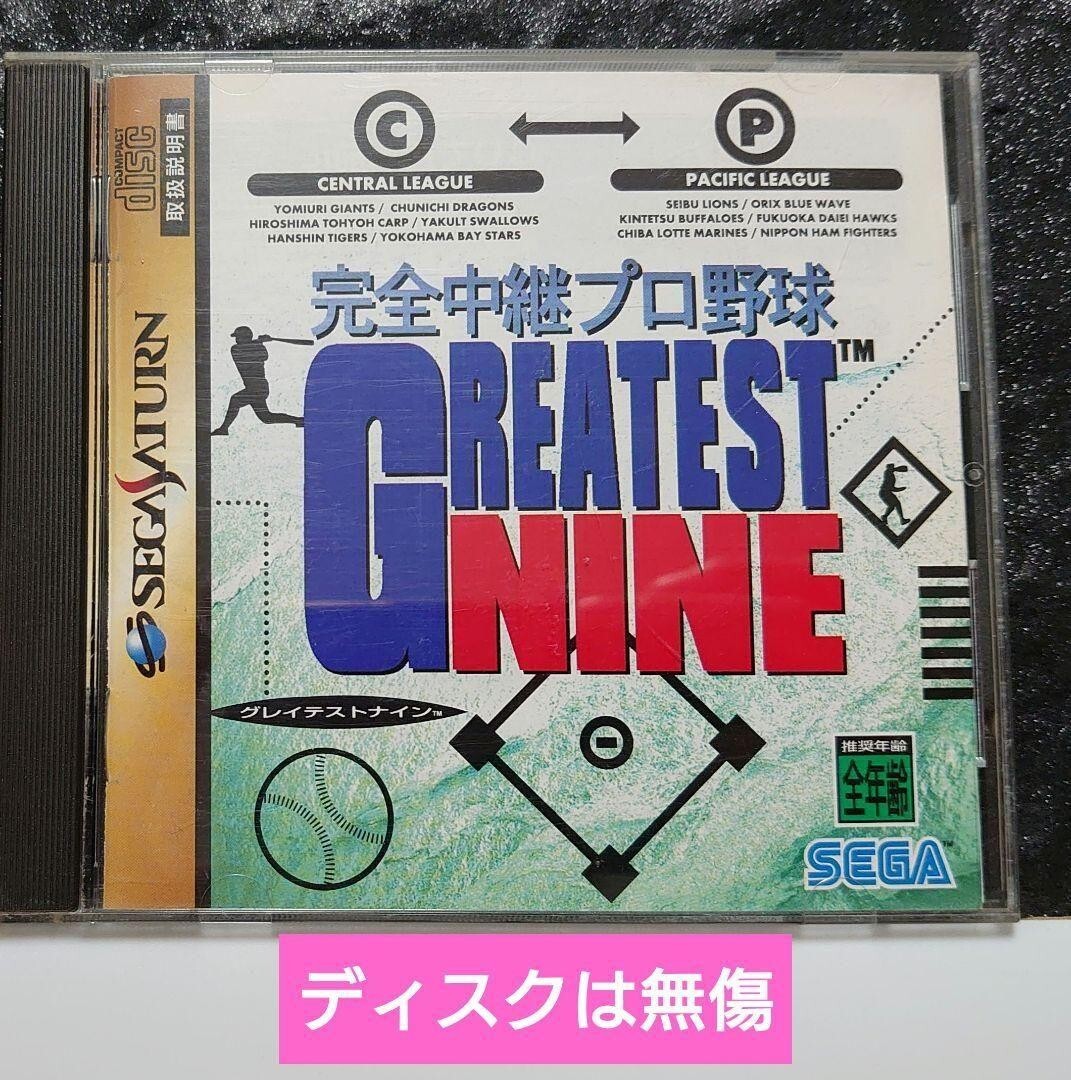 COMPACT
disc
取扱説明書
SEGA SATURN
C
P
CENTRAL LEAGUE
PACIFIC LEAGUE
YOMIURI GIANTS / CHUNICHI DRAGONS
HIROSHIMA TOHYOH CARP / YAKULT SWALLOWS
HANSHIN TIGERS / YOKOHAMA BAY STARS
SEIBU LIONS / ORIX BLUE WAVE
KINTETSU BUFFALOES / FUKUOKA DAIEI HAWKS
CHIBA LOTTE MARINES / NIPPON HAM FIGHTERS
完全中継プロ野球
GREATEST™
NINE
グレイテストナイン™
推奨年齢
全年齢
SEGA™
ディスクは無傷